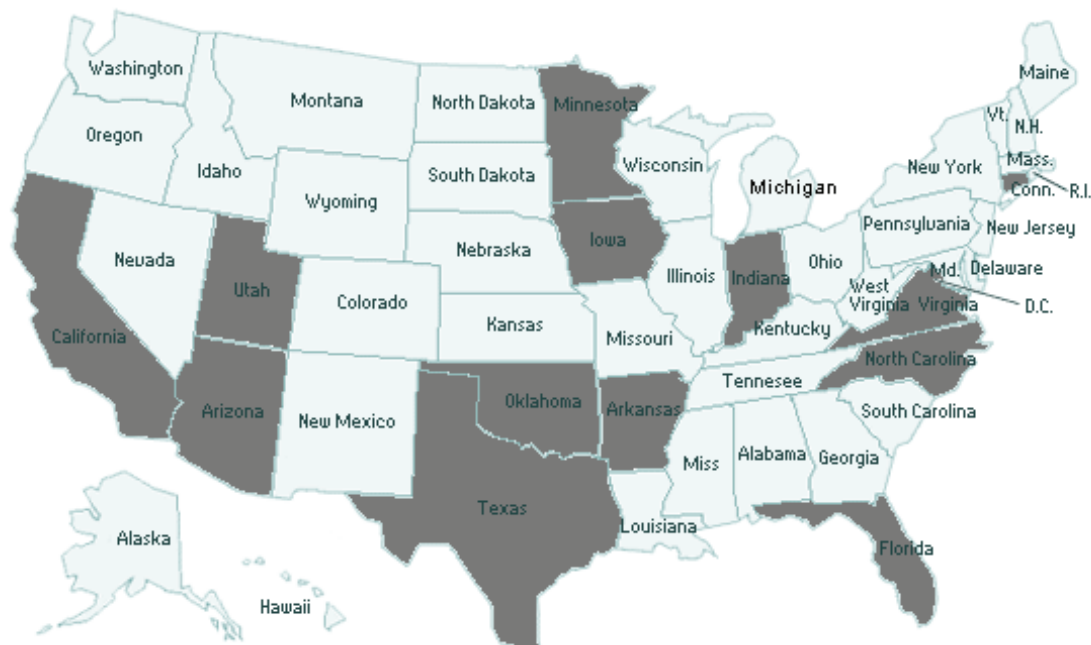 Washington
Montana
North Dakota
Minnesota
Maine
Oregon
Idaho
Vt.
N.H.
Wisconsin
South Dakota
New York
Mass.
Michigan
Conn.
R.I.
Wyoming
Iowa
Pennsylvania
New Jersey
Nebraska
Nevada
Utah
Illinois
Indiana
Ohio
Md.
Delaware
West
Virginia
Virginia
D.C.
Colorado
Kansas
Missouri
Kentucky
California
North Carolina
Tennesee
Arizona
Oklahoma
Arkansas
South Carolina
New Mexico
Miss
Alabama
Georgia
Texas
Louisiana
Florida
Alaska
Hawaii